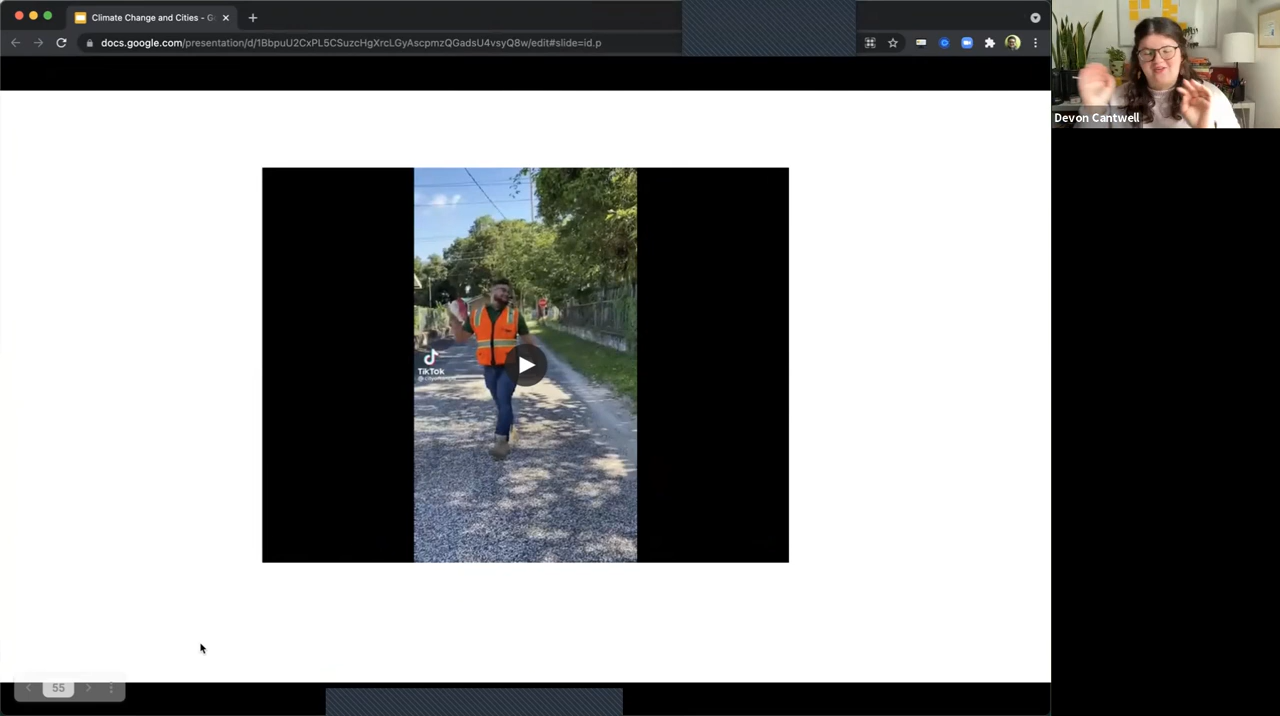 Climate Change and Cities - G
docs.google.com/presentation/d/1BbpuU2CxPL5CSuzcHgXrcLGyAscpmzQGadsU4vsyQ8w/edit#slide=id.p
Devon Cantwell
TikTok
55